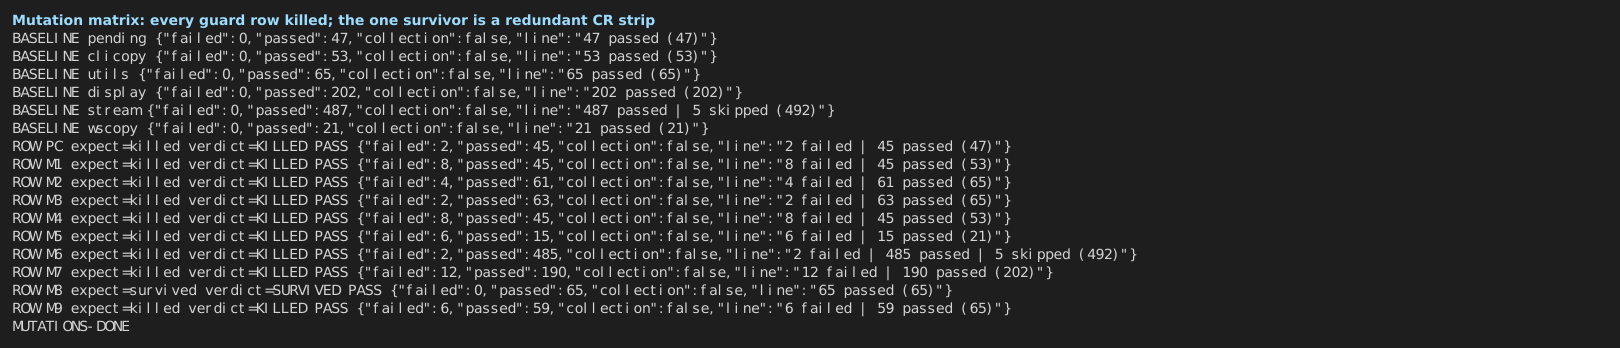 Mutation matrix: every guard row killed; the one survivor is a redundant CR strip
BASELINE pending {"failed":0,"passed":47,"collection":false,"line":"47 passed (47)"}
BASELINE clicopy {"failed":0,"passed":53,"collection":false,"line":"53 passed (53)"}
BASELINE utils {"failed":0,"passed":65,"collection":false,"line":"65 passed (65)"}
BASELINE display {"failed":0,"passed":202,"collection":false,"line":"202 passed (202)"}
BASELINE stream {"failed":0,"passed":487,"collection":false,"line":"487 passed | 5 skipped (492)"}
BASELINE wscopy {"failed":0,"passed":21,"collection":false,"line":"21 passed (21)"}
ROW PC expect=killed verdict=KILLED PASS {"failed":2,"passed":45,"collection":false,"line":"2 failed | 45 passed (47)"}
ROW M1 expect=killed verdict=KILLED PASS {"failed":8,"passed":45,"collection":false,"line":"8 failed | 45 passed (53)"}
ROW M2 expect=killed verdict=KILLED PASS {"failed":4,"passed":61,"collection":false,"line":"4 failed | 61 passed (65)"}
ROW M3 expect=killed verdict=KILLED PASS {"failed":2,"passed":63,"collection":false,"line":"2 failed | 63 passed (65)"}
ROW M4 expect=killed verdict=KILLED PASS {"failed":8,"passed":45,"collection":false,"line":"8 failed | 45 passed (53)"}
ROW M5 expect=killed verdict=KILLED PASS {"failed":6,"passed":15,"collection":false,"line":"6 failed | 15 passed (21)"}
ROW M6 expect=killed verdict=KILLED PASS {"failed":2,"passed":485,"collection":false,"line":"2 failed | 485 passed | 5 skipped (492)"}
ROW M7 expect=killed verdict=KILLED PASS {"failed":12,"passed":190,"collection":false,"line":"12 failed | 190 passed (202)"}
ROW M8 expect=survived verdict=SURVIVED PASS {"failed":0,"passed":65,"collection":false,"line":"65 passed (65)"}
ROW M9 expect=killed verdict=KILLED PASS {"failed":6,"passed":59,"collection":false,"line":"6 failed | 59 passed (65)"}
MUTATIONS-DONE